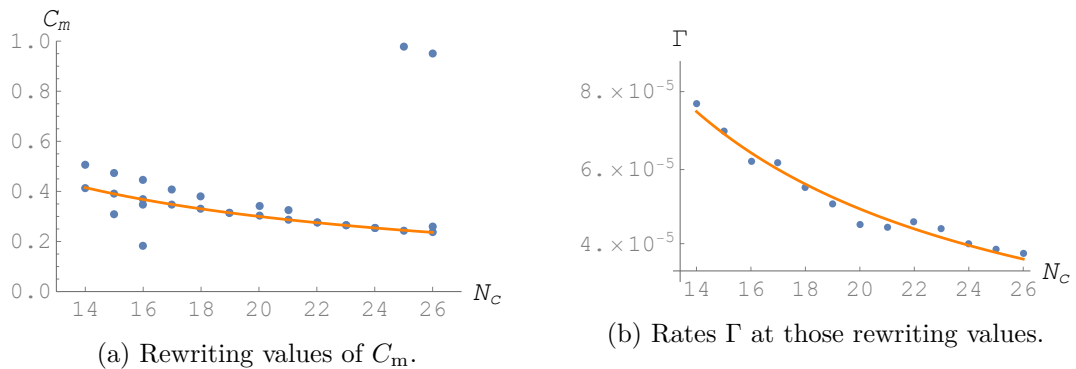 C_m
1.0
0.8
0.6
0.4
0.2
0.0
14 16 18 20 22 24 26
N_c
(a) Rewriting values of C_m.
Γ
8.×10^-5
6.×10^-5
4.×10^-5
14 16 18 20 22 24 26
N_c
(b) Rates Γ at those rewriting values.